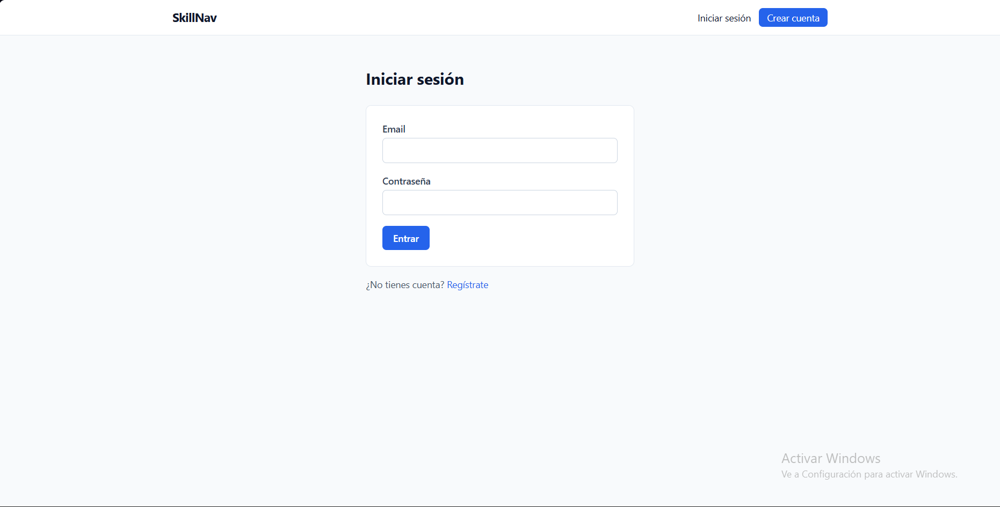 SkillNav
Iniciar sesión
Crear cuenta
Iniciar sesión
Email
Contraseña
Entrar
¿No tienes cuenta? Regístrate
Activar Windows
Ve a Configuración para activar Windows.